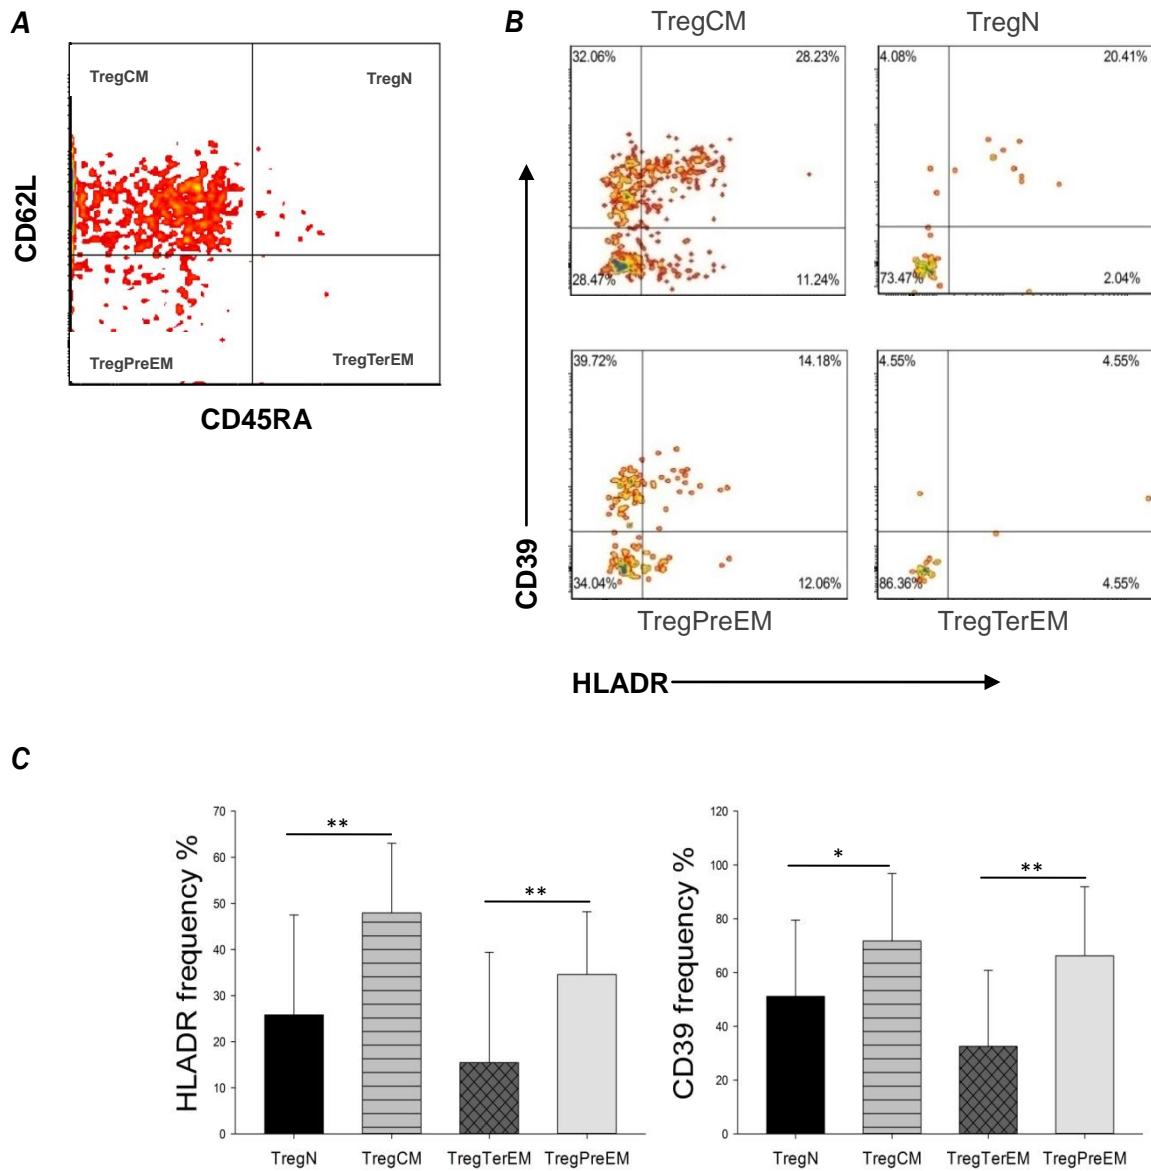 A
TregCM
TregN
TregPreEM
TregTerEM
CD62L
CD45RA
B
TregCM
TregN
32.06%
28.23%
4.08%
20.41%
28.47%
11.24%
73.47%
2.04%
39.72%
14.18%
4.55%
4.55%
34.04%
12.06%
86.36%
4.55%
TregPreEM
TregTerEM
CD39
HLADR
C
HLADR frequency %
70
60
50
40
30
20
10
0
**
**
TregN
TregCM
TregTerEM
TregPreEM
CD39 frequency %
120
100
80
60
40
20
0
*
**
TregN
TregCM
TregTerEM
TregPreEM